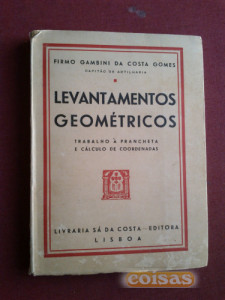 FIRMO GAMBINI DA COSTA GOMES
CAPITÃO DE ARTILHARIA
LEVANTAMENTOS
GEOMÉTRICOS
TRABALHO À PRANCHETA
E CÁLCULO DE COORDENADAS
LIVRARIA SÁ DA COSTA - EDITORA
LISBOA
coisas